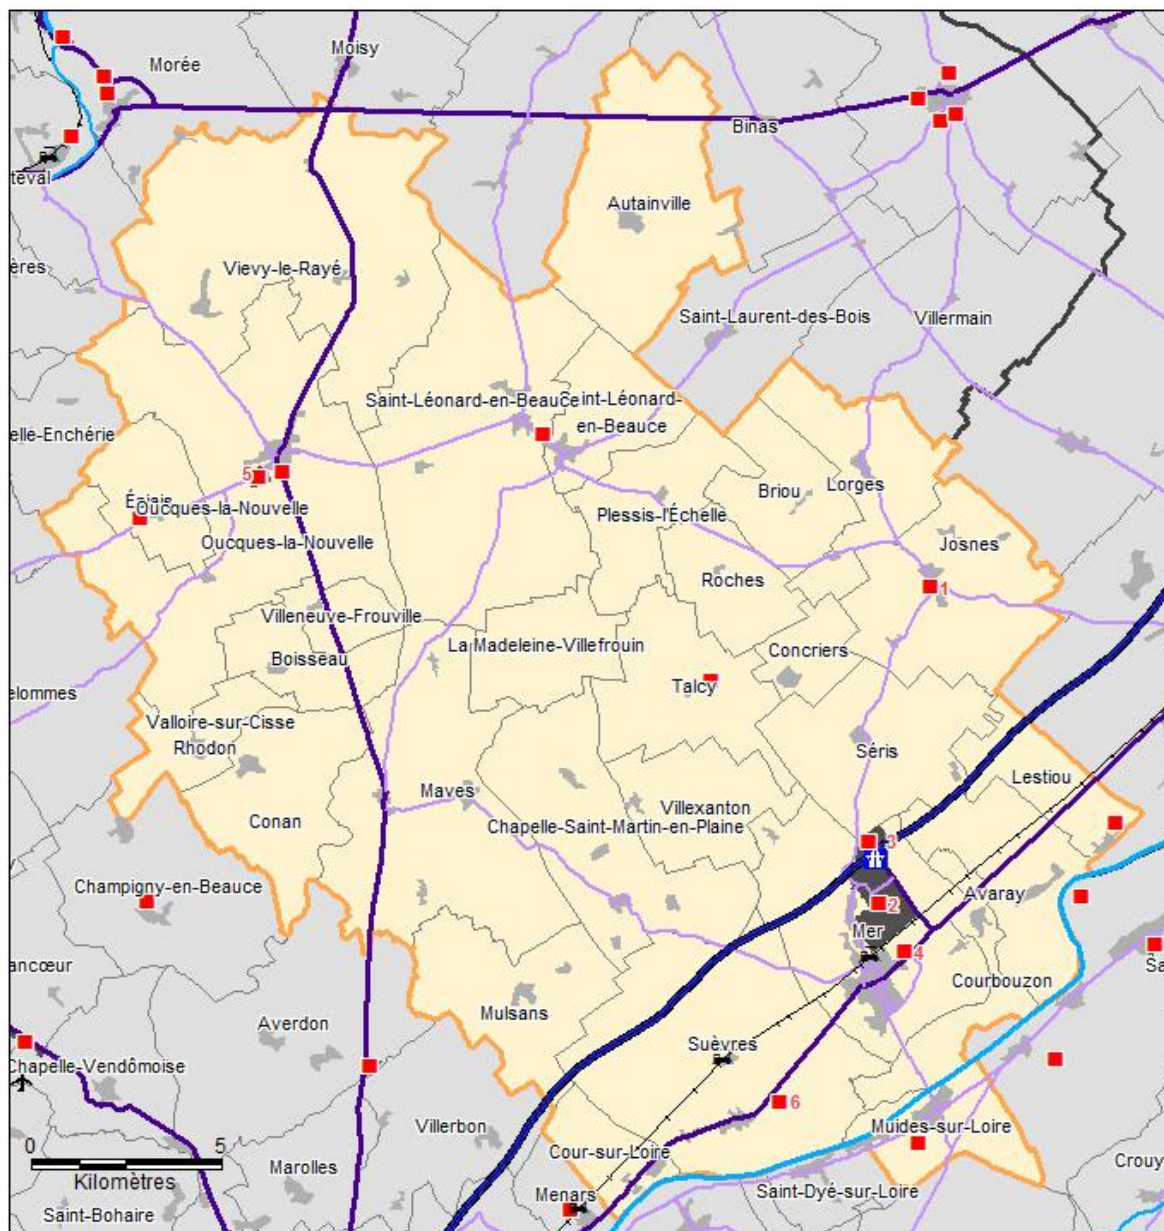 Moisy
Morée
Binas
Autainville
ères
Vievy-le-Rayé
Saint-Laurent-des-Bois
Villermain
Saint-Léonard-en-Beauce
int-Léonard-
en-Beauce
elle-Enchérie
5
Briou
Lorges
Oucques-la-Nouvelle
Plessis-l'Échelle
Oucques-la-Nouvelle
Josnes
Roches
1
Villeneuve-Frouville
La Madeleine-Villefrouin
Concriers
Boisseau
Talcy
elommes
Valloire-sur-Cisse
Rhodon
Séris
Lestiou
Maves
Villexanton
Conan
Chapelle-Saint-Martin-en-Plaine
3
Champigny-en-Beauce
Avaray
2
Mer
4
ancœur
Courbouzon
Mulsans
Averdon
Suèvres
Chapelle-Vendômoise
6
Villerbon
Muides-sur-Loire
0 5
Kilomètres
Cour-sur-Loire
Marolles
Crouy
Menars
Saint-Dyé-sur-Loire
Saint-Bohaire